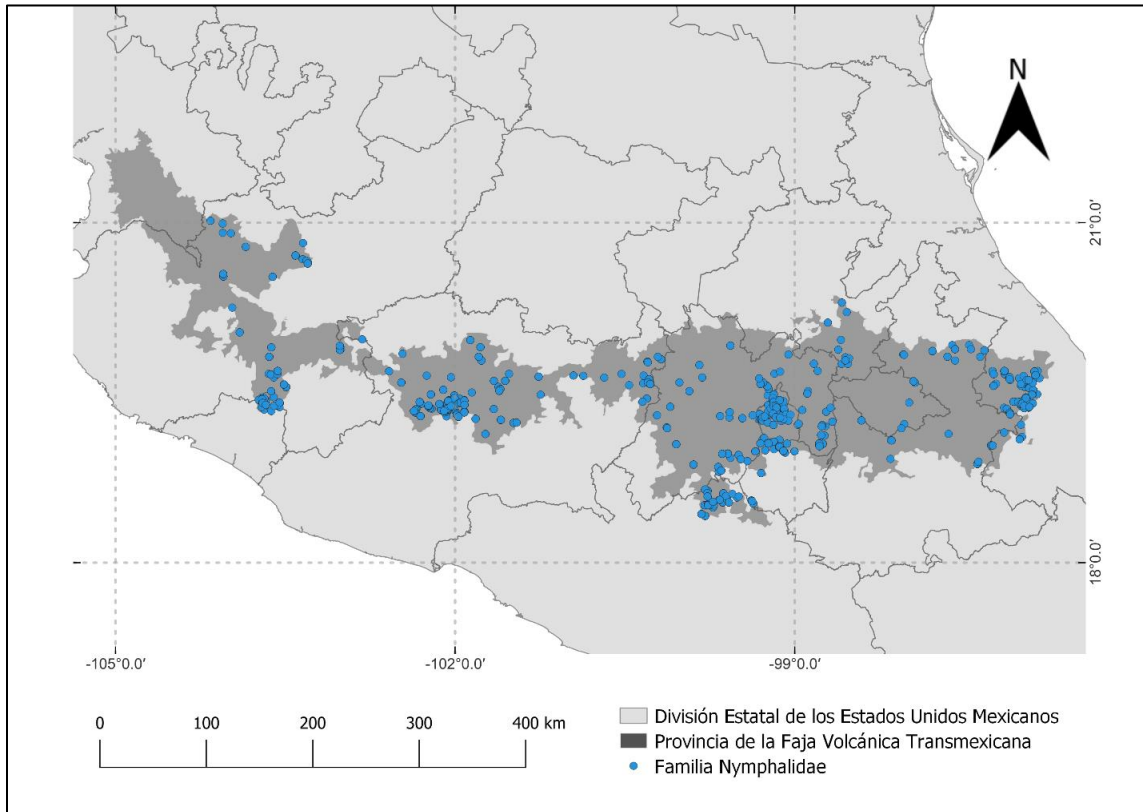 N
21°0.0′
18°0.0′
-105°0.0′
-102°0.0′
-99°0.0′
0 100 200 300 400 km
División Estatal de los Estados Unidos Mexicanos
Provincia de la Faja Volcánica Transmexicana
Familia Nymphalidae